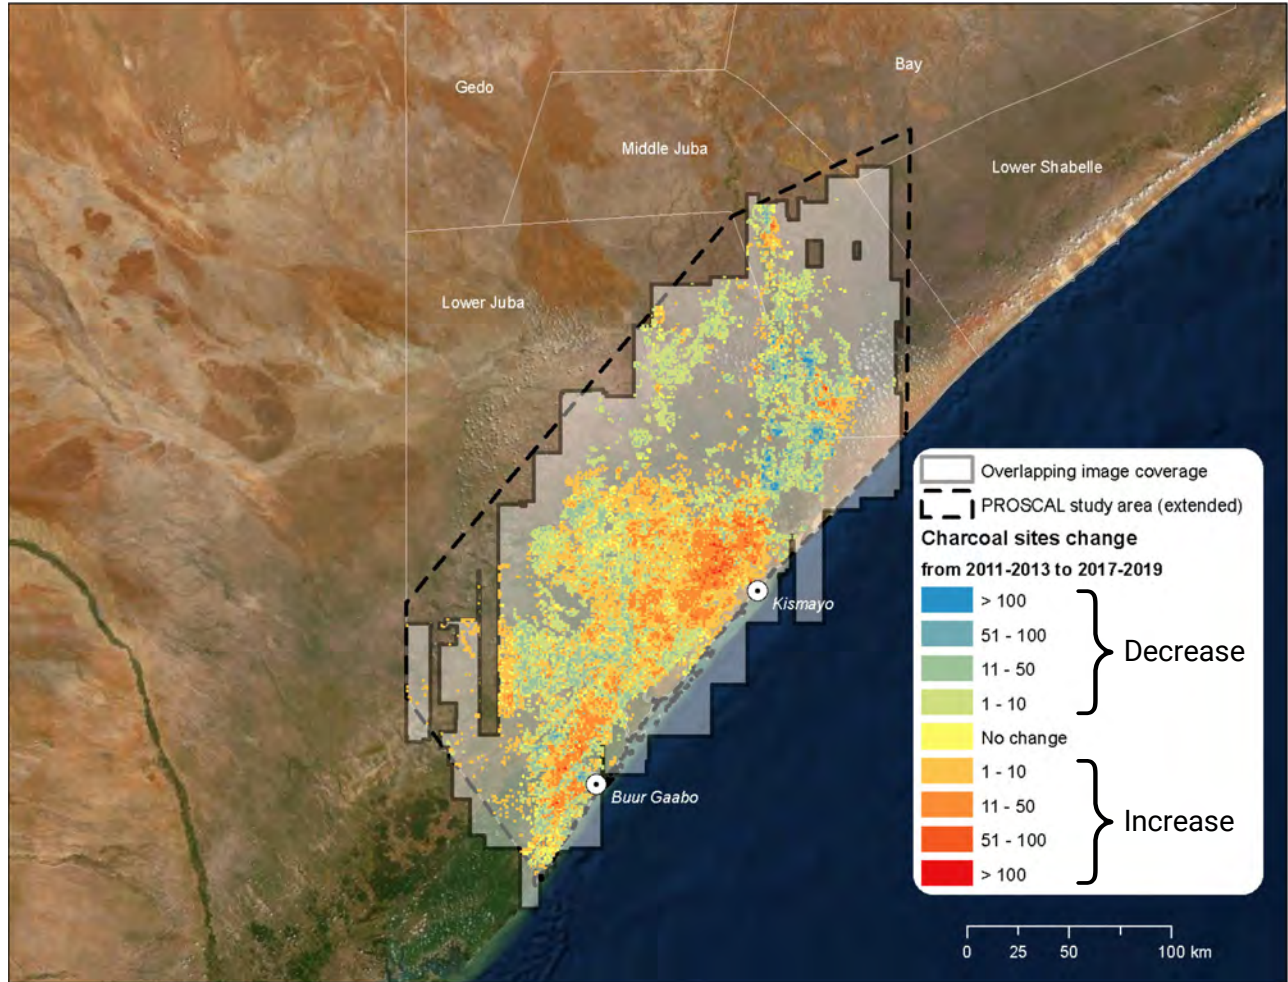 Bay
Gedo
Middle Juba
Lower Shabelle
Lower Juba
Kismayo
Buur Gaabo
Overlapping image coverage
PROSCAL study area (extended)
Charcoal sites change
from 2011-2013 to 2017-2019
> 100
51 - 100
11 - 50
1 - 10
Decrease
No change
1 - 10
11 - 50
51 - 100
> 100
Increase
0 25 50 100 km